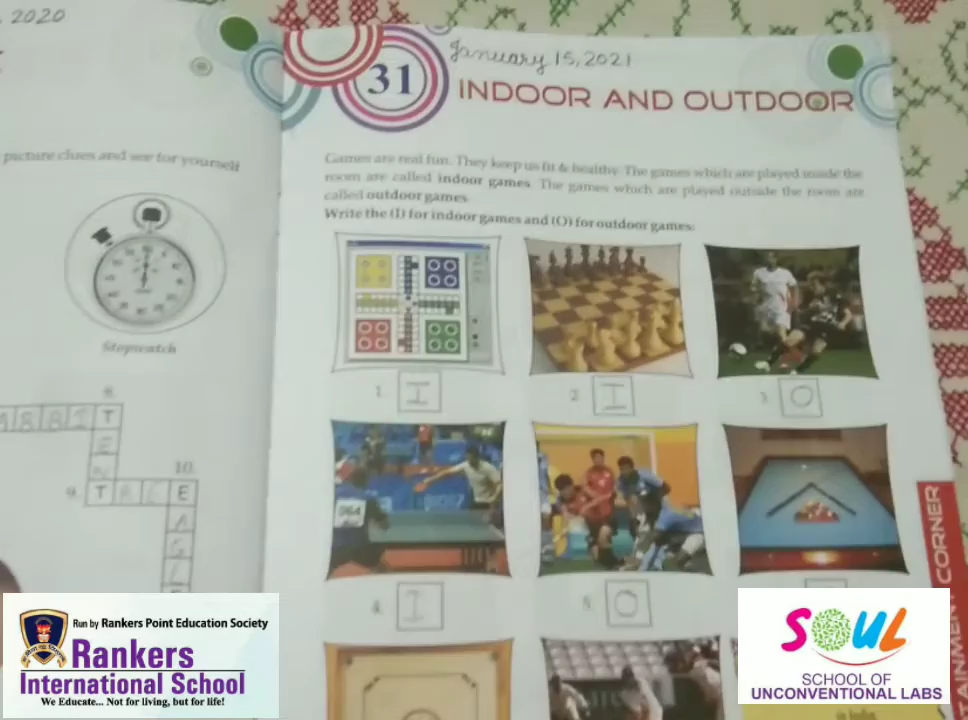 2020
picture clues and see for yourself
Stopwatch
8.
T
E
N
9. T A C E
10.
January 15, 2021
31
INDOOR AND OUTDOOR
Games are real fun. They keep us fit & healthy. The games which are played inside the
room are called indoor games. The games which are played outside the room are
called outdoor games.
Write the (I) for indoor games and (O) for outdoor games:
1. I
2. I
3. O
064
4. I
5. O
TAINMENT CORNER
Run by Rankers Point Education Society
Rankers
International School
We Educate... Not for living, but for life!
SOUL
SCHOOL OF
UNCONVENTIONAL LABS